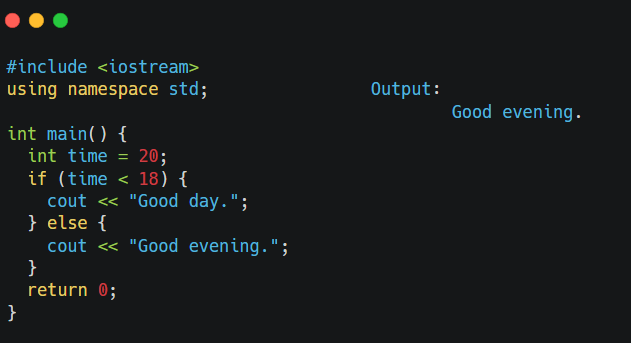 #include <iostream>
using namespace std;
int main() {
  int time = 20;
  if (time < 18) {
    cout << "Good day.";
  } else {
    cout << "Good evening.";
  }
  return 0;
}
Output:
Good evening.